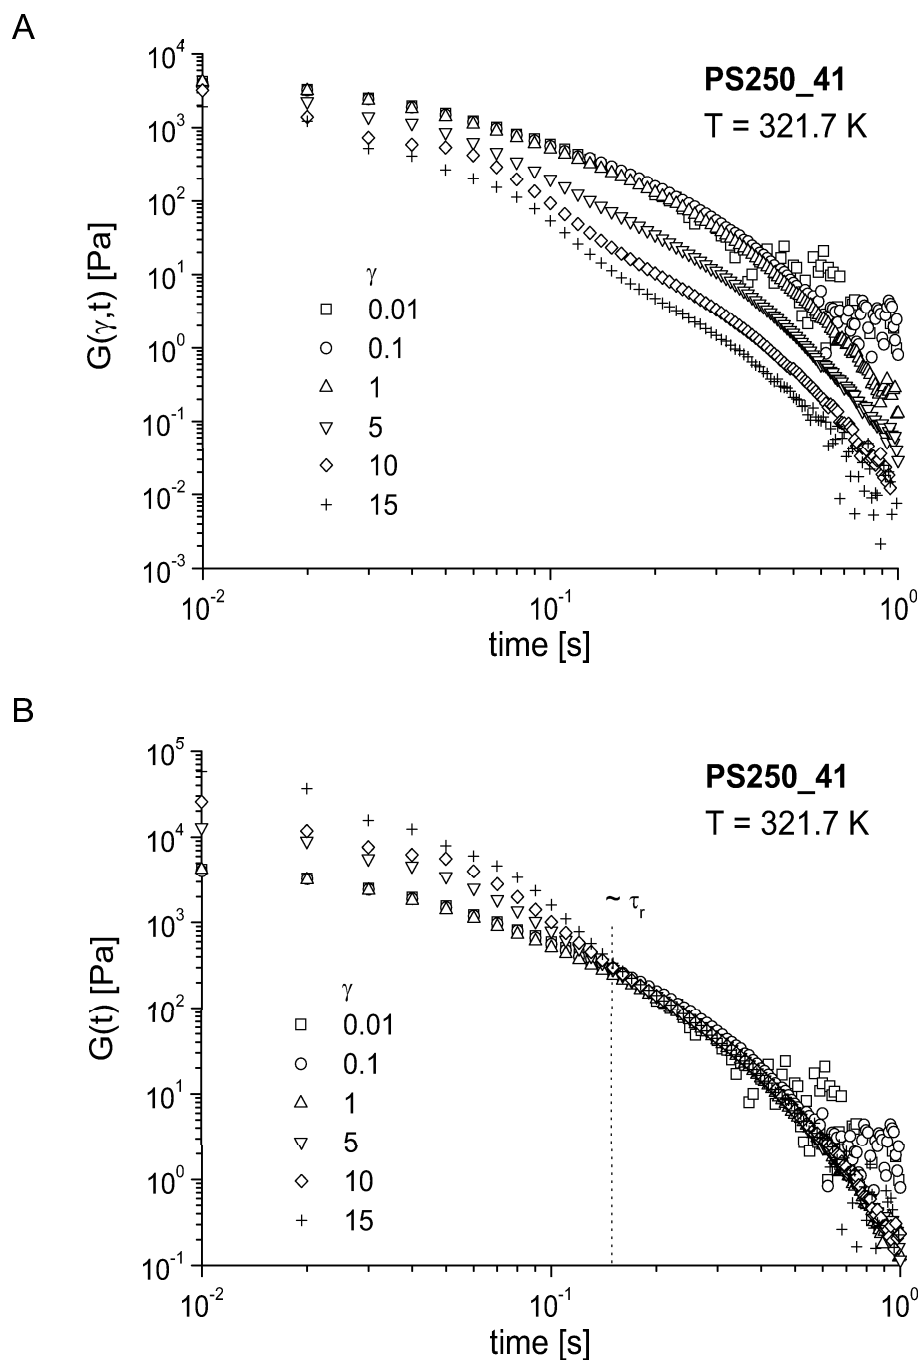 A
10^4
10^3
10^2
10^1
10^0
10^-1
10^-2
10^-3
G(γ,t) [Pa]
PS250_41
T = 321.7 K
γ
0.01
0.1
1
5
10
15
10^-2
10^-1
10^0
time [s]
B
10^5
10^4
10^3
10^2
10^1
10^0
10^-1
G(t) [Pa]
PS250_41
T = 321.7 K
~ τ_r
γ
0.01
0.1
1
5
10
15
10^-2
10^-1
10^0
time [s]